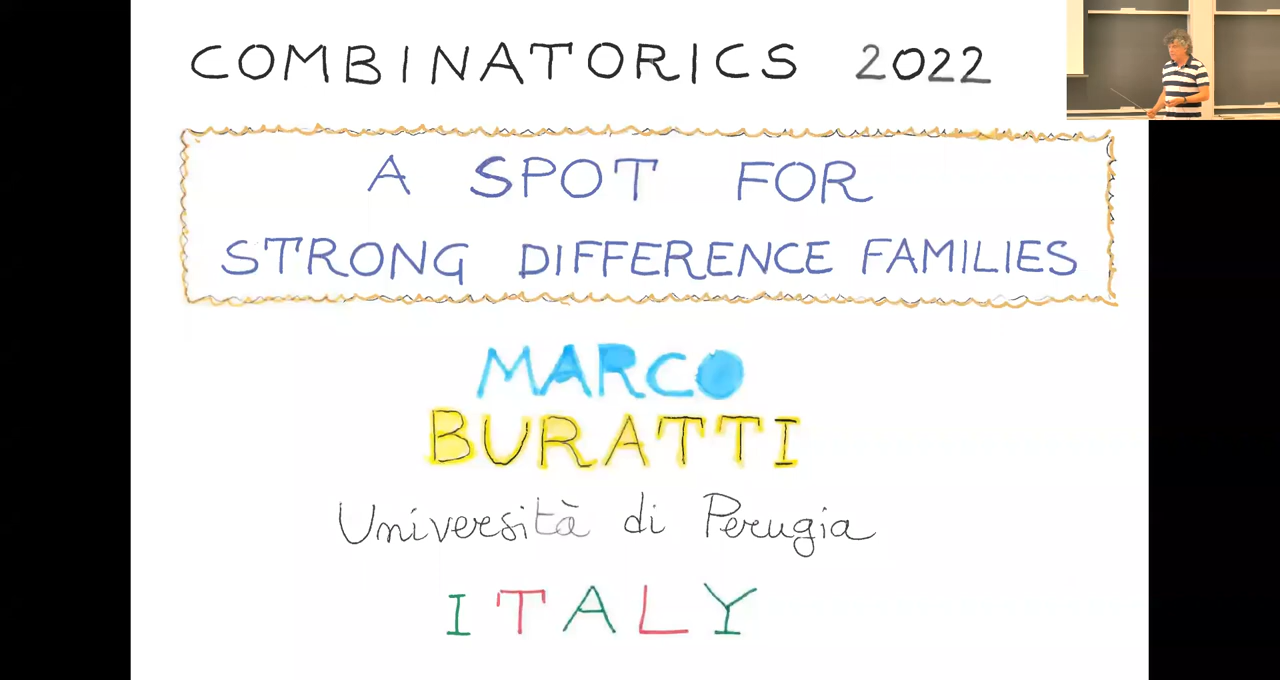 COMBINATORICS 2022
A SPOT FOR
STRONG DIFFERENCE FAMILIES
MARCO
BURATTI
Università di Perugia
ITALY